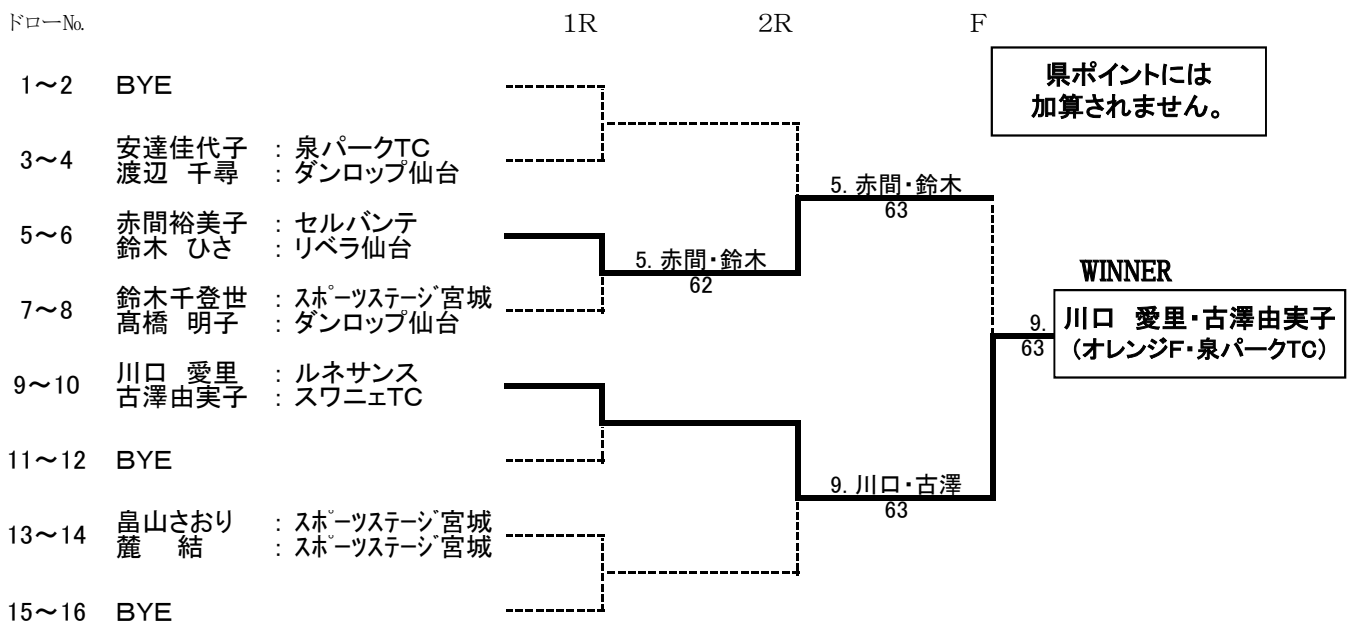 ドローNo.
1R 2R F
県ポイントには
加算されません。
1～2 BYE
3～4 安達佳代子 : 泉パークTC
渡辺 千尋 : ダンロップ仙台
5. 赤間・鈴木
63
5～6 赤間裕美子 : セルバンテ
鈴木 ひさ : リベラ仙台
5. 赤間・鈴木
62
7～8 鈴木千登世 : スポーツステージ宮城
髙橋 明子 : ダンロップ仙台
WINNER
9.
63
川口 愛里・古澤由実子
(オレンジF・泉パークTC)
9～10 川口 愛里 : ルネサンス
古澤由実子 : スワニェTC
11～12 BYE
9. 川口・古澤
63
13～14 畠山さおり : スポーツステージ宮城
麓 結 : スポーツステージ宮城
15～16 BYE